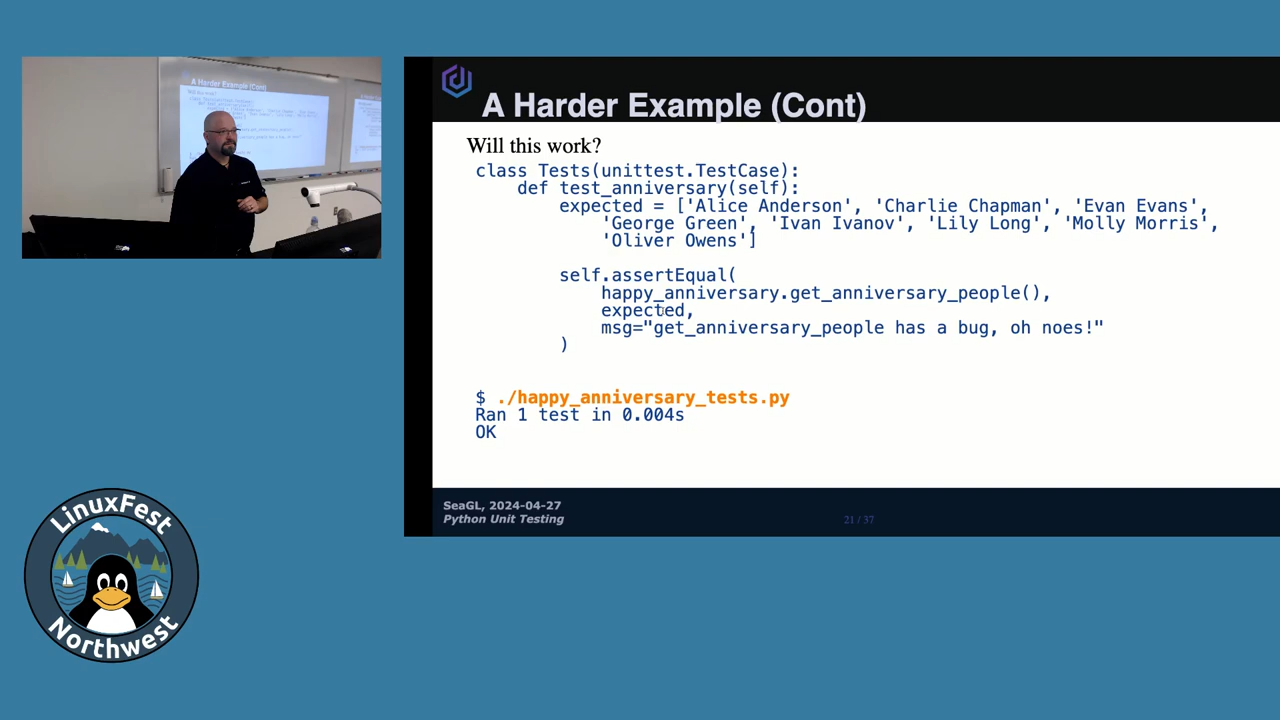 A Harder Example (Cont)
A Harder Example (Cont)
Will this work?
class Tests(unittest.TestCase):
def test_anniversary(self):
expected = ['Alice Anderson', 'Charlie Chapman', 'Evan Evans',
'George Green', 'Ivan Ivanov', 'Lily Long', 'Molly Morris',
'Oliver Owens']
self.assertEqual(
happy_anniversary.get_anniversary_people(),
expected,
msg="get_anniversary_people has a bug, oh noes!"
)
$ ./happy_anniversary_tests.py
Ran 1 test in 0.004s
OK
SeaGL, 2024-04-27
Python Unit Testing
21 / 37
LinuxFest
Northwest